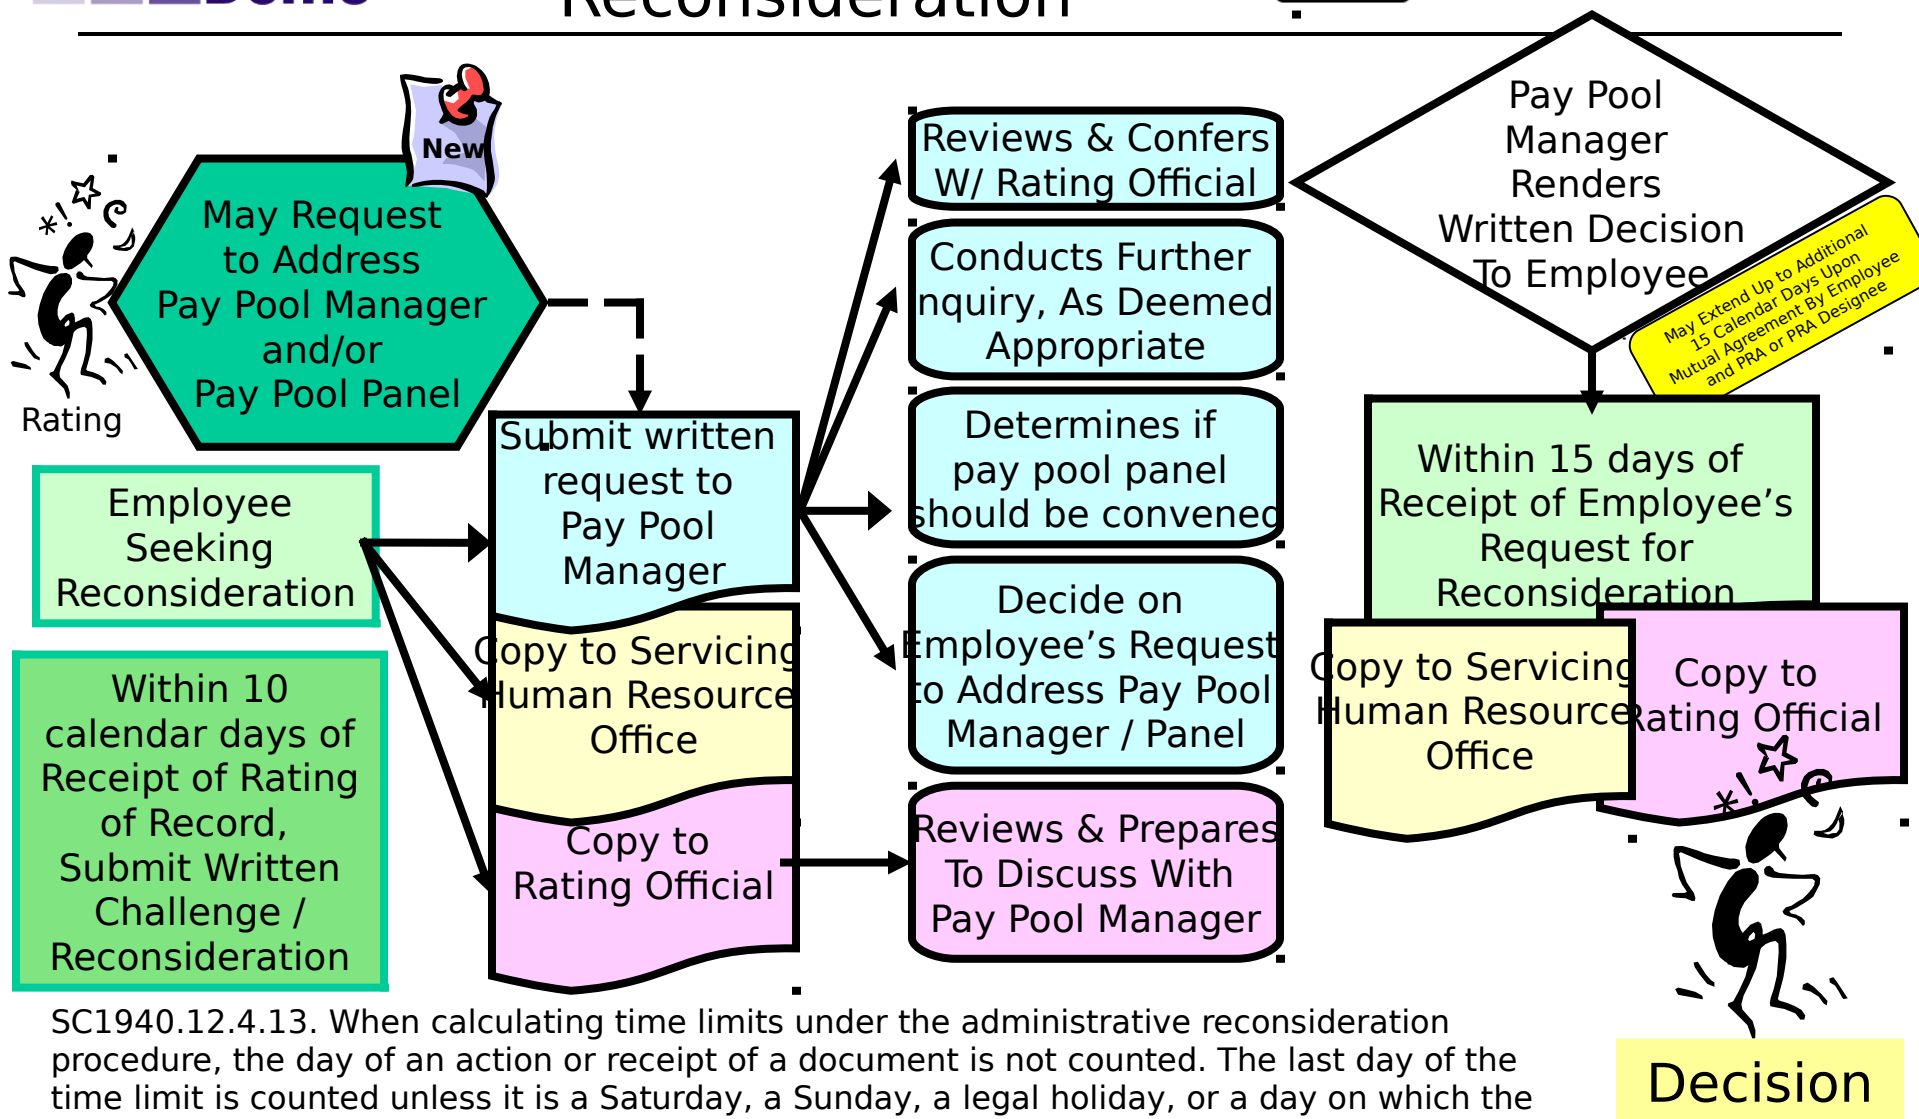 Demo
Reconsideration
New
May Request
to Address
Pay Pool Manager
and/or
Pay Pool Panel
Rating
Employee
Seeking
Reconsideration
Within 10
calendar days of
Receipt of Rating
of Record,
Submit Written
Challenge /
Reconsideration
Submit written
request to
Pay Pool
Manager
Copy to Servicing
Human Resource
Office
Copy to
Rating Official
Reviews & Confers
W/ Rating Official
Conducts Further
nquiry, As Deemed
Appropriate
Determines if
pay pool panel
should be convened
Decide on
Employee’s Request
to Address Pay Pool
Manager / Panel
Reviews & Prepares
To Discuss With
Pay Pool Manager
Pay Pool
Manager
Renders
Written Decision
To Employee
May Extend Up to Additional
15 Calendar Days Upon
Mutual Agreement By Employee
and PRA or PRA Designee
Within 15 days of
Receipt of Employee’s
Request for
Reconsideration
Copy to Servicing
Human Resource
Office
Copy to
Rating Official
Decision
SC1940.12.4.13. When calculating time limits under the administrative reconsideration
procedure, the day of an action or receipt of a document is not counted. The last day of the
time limit is counted unless it is a Saturday, a Sunday, a legal holiday, or a day on which the